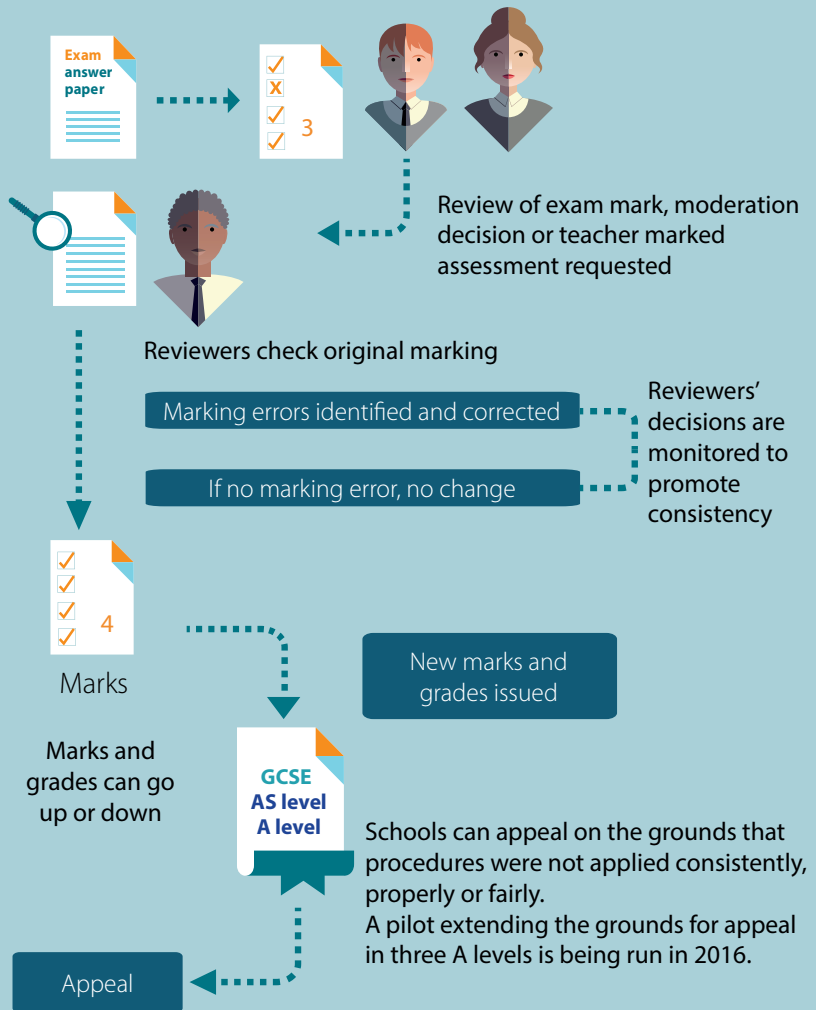 Exam
answer
paper
3
Review of exam mark, moderation
decision or teacher marked
assessment requested
Reviewers check original marking
Marking errors identified and corrected
If no marking error, no change
Reviewers’
decisions are
monitored to
promote
consistency
4
Marks
Marks and
grades can go
up or down
New marks and
grades issued
GCSE
AS level
A level
Schools can appeal on the grounds that
procedures were not applied consistently,
properly or fairly.
A pilot extending the grounds for appeal
in three A levels is being run in 2016.
Appeal